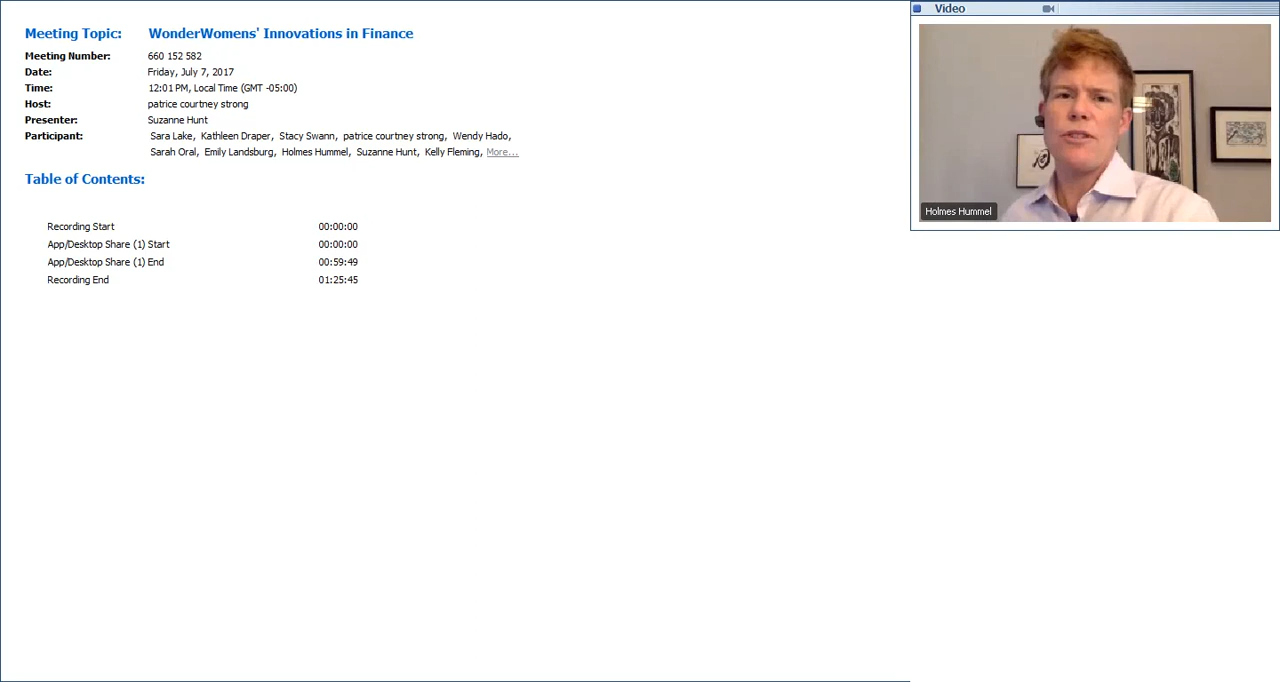 Meeting Topic: WonderWomens' Innovations in Finance
Meeting Number: 660 152 582
Date: Friday, July 7, 2017
Time: 12:01 PM, Local Time (GMT -05:00)
Host: patrice courtney strong
Presenter: Suzanne Hunt
Participant: Sara Lake, Kathleen Draper, Stacy Swann, patrice courtney strong, Wendy Hado,
Sarah Oral, Emily Landsburg, Holmes Hummel, Suzanne Hunt, Kelly Fleming, More...
Table of Contents:
Recording Start 00:00:00
App/Desktop Share (1) Start 00:00:00
App/Desktop Share (1) End 00:59:49
Recording End 01:25:45
Video
Holmes Hummel